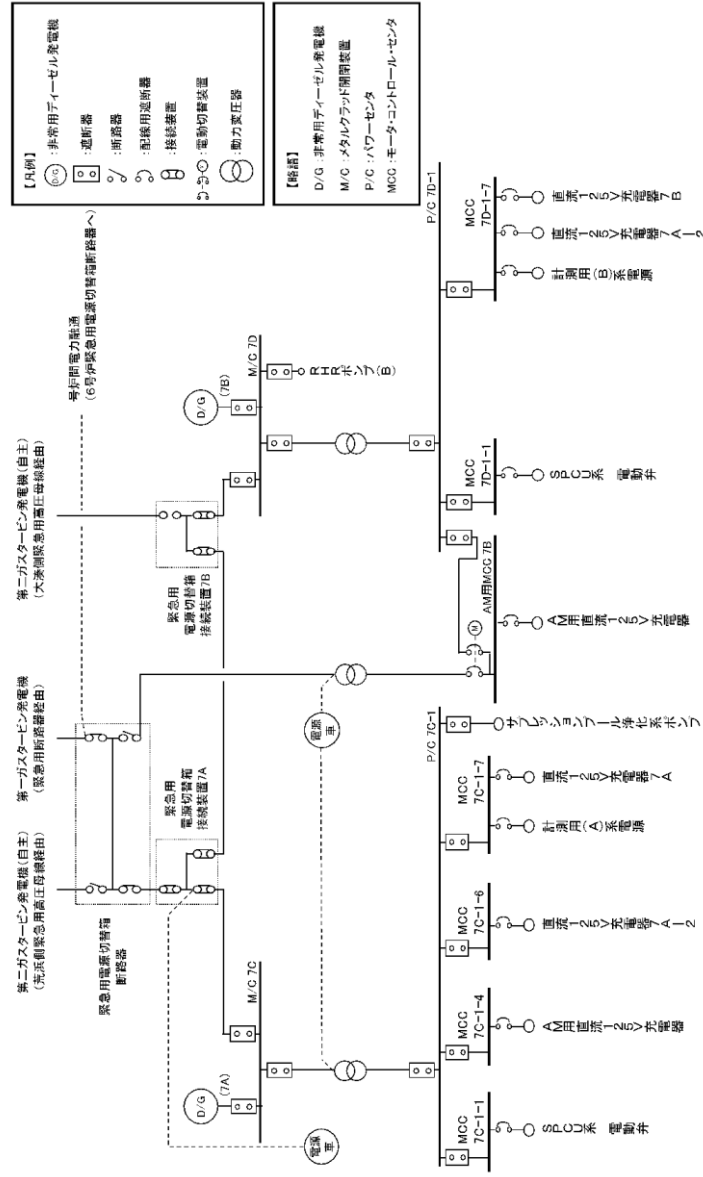 第二ガスタービン発電機(自主)
(荒浜側緊急用高圧母線経由)
第一ガスタービン発電機
(緊急用断路器経由)
第二ガスタービン発電機(自主)
(大湊側緊急用高圧母線経由)
号炉間電力融通
(6号炉緊急用電源切替箱断路器へ)
緊急用電源切替箱
断路器
緊急用
電源切替箱
接続装置7A
緊急用
電源切替箱
接続装置7B
D/G
(7A)
M/C 7C
D/G
(7B)
M/C 7D
RHRポンプ(B)
電源
車
電源
車
P/C 7C-1
P/C 7D-1
MCC
7C-1-1
SPCU系 電動弁
MCC
7C-1-4
AM用直流125V充電器
MCC
7C-1-6
直流125V充電器7A-2
MCC
7C-1-7
計測用(A)系電源
直流125V充電器7A
サプレッションプール浄化系ポンプ
M
AM用MCC 7B
AM用直流125V充電器
MCC
7D-1-1
SPCU系 電動弁
MCC
7D-1-7
計測用(B)系電源
直流125V充電器7A-2
直流125V充電器7B
【凡例】
D/G :非常用ディーゼル発電機
:遮断器
:断路器
:配線用遮断器
:接続装置
M :電動切替装置
:動力変圧器
【略語】
D/G :非常用ディーゼル発電機
M/C :メタルクラッド開閉装置
P/C :パワーセンタ
MCC :モータ・コントロール・センタ